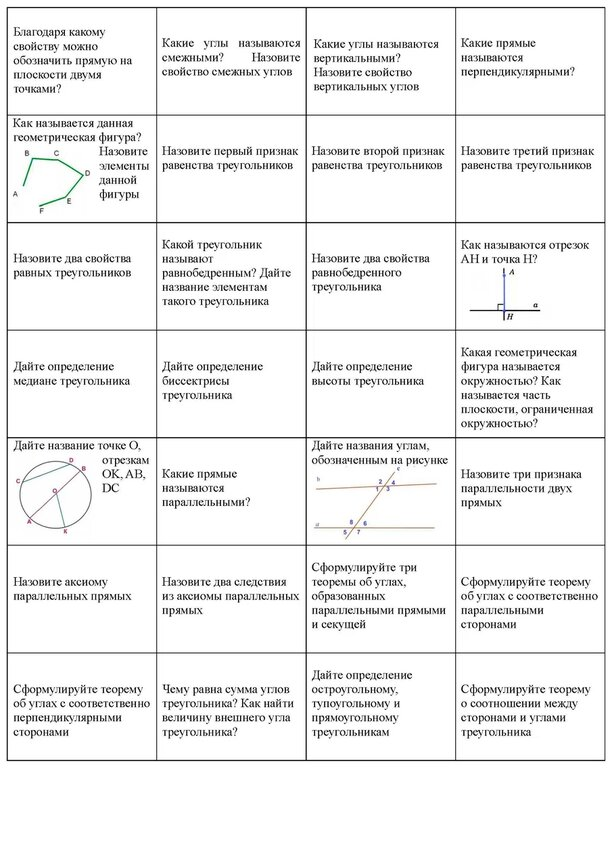 Благодаря какому
свойству можно
обозначить прямую на
плоскости двумя
точками?
Какие углы называются
смежными? Назовите
свойство смежных углов
Какие углы называются
вертикальными?
Назовите свойство
вертикальных углов
Какие прямые
называются
перпендикулярными?
Как называется данная
геометрическая фигура?
Назовите
элементы
данной
фигуры
A
B
C
D
E
F
Назовите первый признак
равенства треугольников
Назовите второй признак
равенства треугольников
Назовите третий признак
равенства треугольников
Назовите два свойства
равных треугольников
Какой треугольник
называют
равнобедренным? Дайте
название элементам
такого треугольника
Назовите два свойства
равнобедренного
треугольника
Как называются отрезок
АН и точка Н?
A
a
H
Дайте определение
медиане треугольника
Дайте определение
биссектрисы
треугольника
Дайте определение
высоты треугольника
Какая геометрическая
фигура называется
окружностью? Как
называется часть
плоскости, ограниченная
окружностью?
Дайте название точке О,
отрезкам
ОК, АВ,
DC
D
B
C
O
A
K
Какие прямые
называются
параллельными?
Дайте названия углам,
обозначенным на рисунке
c
b
2 4
1 3
a
8 6
5 7
Назовите три признака
параллельности двух
прямых
Назовите аксиому
параллельных прямых
Назовите два следствия
из аксиомы параллельных
прямых
Сформулируйте три
теоремы об углах,
образованных
параллельными прямыми
и секущей
Сформулируйте теорему
об углах с соответственно
параллельными
сторонами
Сформулируйте теорему
об углах с соответственно
перпендикулярными
сторонами
Чему равна сумма углов
треугольника? Как найти
величину внешнего угла
треугольника?
Дайте определение
остроугольному,
тупоугольному и
прямоугольному
треугольникам
Сформулируйте теорему
о соотношении между
сторонами и углами
треугольника